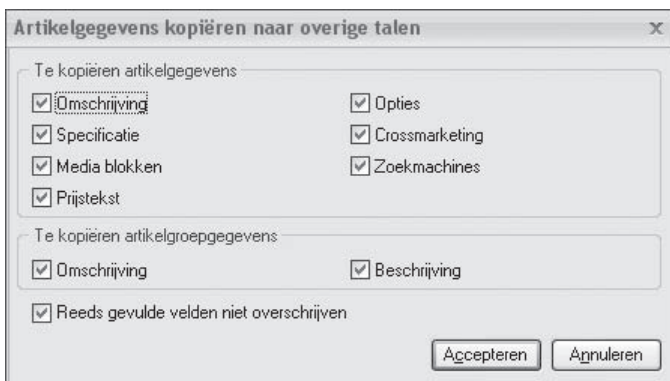 Artikelgegevens kopiëren naar overige talen
Te kopiëren artikelgegevens
Omschrijving
Opties
Specificatie
Crossmarketing
Media blokken
Zoekmachines
Prijstekst
Te kopiëren artikelgroepgegevens
Omschrijving
Beschrijving
Reeds gevulde velden niet overschrijven
Accepteren
Annuleren